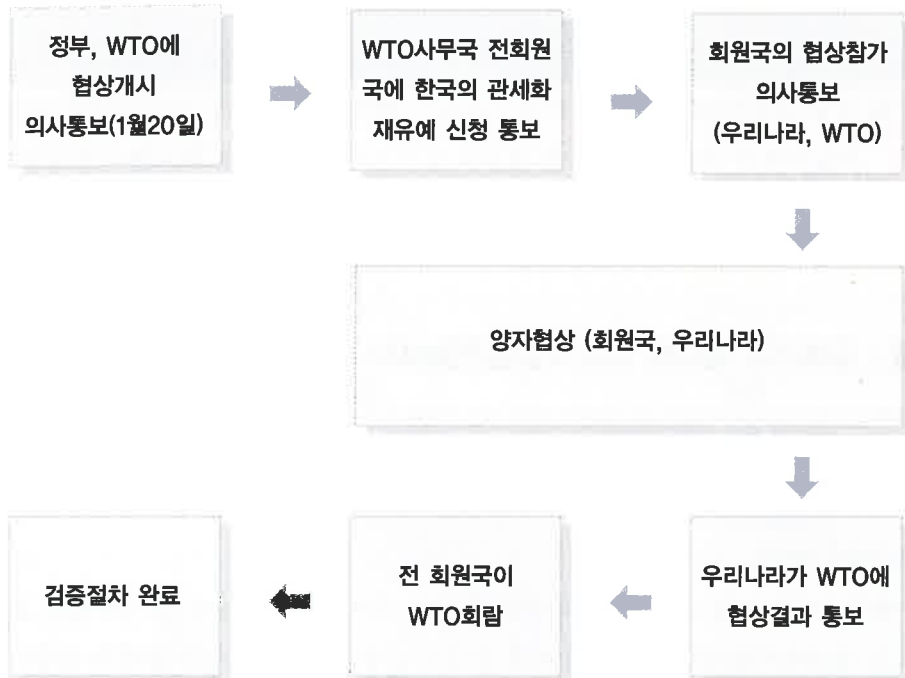 정부, WTO에
협상개시
의사통보(1월20일)
WTO사무국 전회원
국에 한국의 관세화
재유예 신청 통보
회원국의 협상참가
의사통보
(우리나라, WTO)
양자협상 (회원국, 우리나라)
우리나라가 WTO에
협상결과 통보
전 회원국이
WTO회람
검증절차 완료